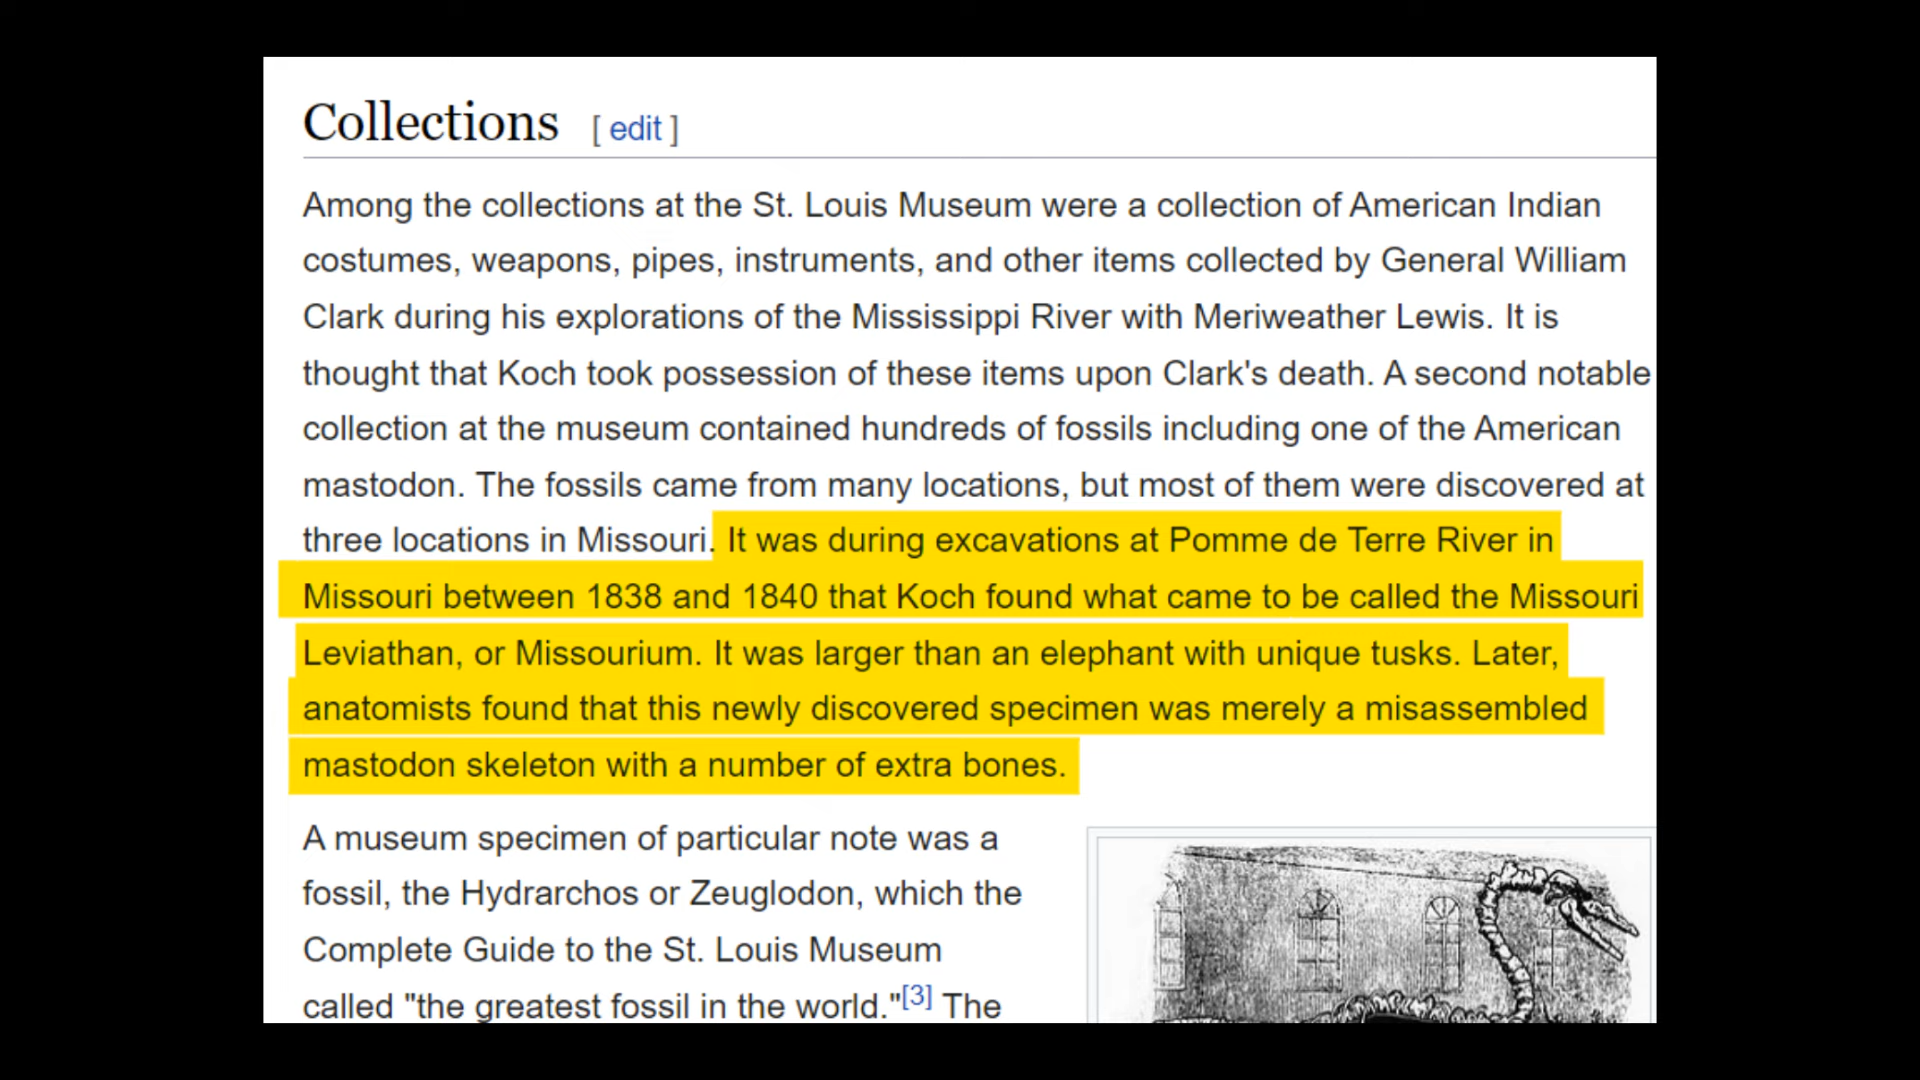 Collections [ edit ]
Among the collections at the St. Louis Museum were a collection of American Indian
costumes, weapons, pipes, instruments, and other items collected by General William
Clark during his explorations of the Mississippi River with Meriweather Lewis. It is
thought that Koch took possession of these items upon Clark's death. A second notable
collection at the museum contained hundreds of fossils including one of the American
mastodon. The fossils came from many locations, but most of them were discovered at
three locations in Missouri. It was during excavations at Pomme de Terre River in
Missouri between 1838 and 1840 that Koch found what came to be called the Missouri
Leviathan, or Missourium. It was larger than an elephant with unique tusks. Later,
anatomists found that this newly discovered specimen was merely a misassembled
mastodon skeleton with a number of extra bones.
A museum specimen of particular note was a
fossil, the Hydrarchos or Zeuglodon, which the
Complete Guide to the St. Louis Museum
called "the greatest fossil in the world."[3] The